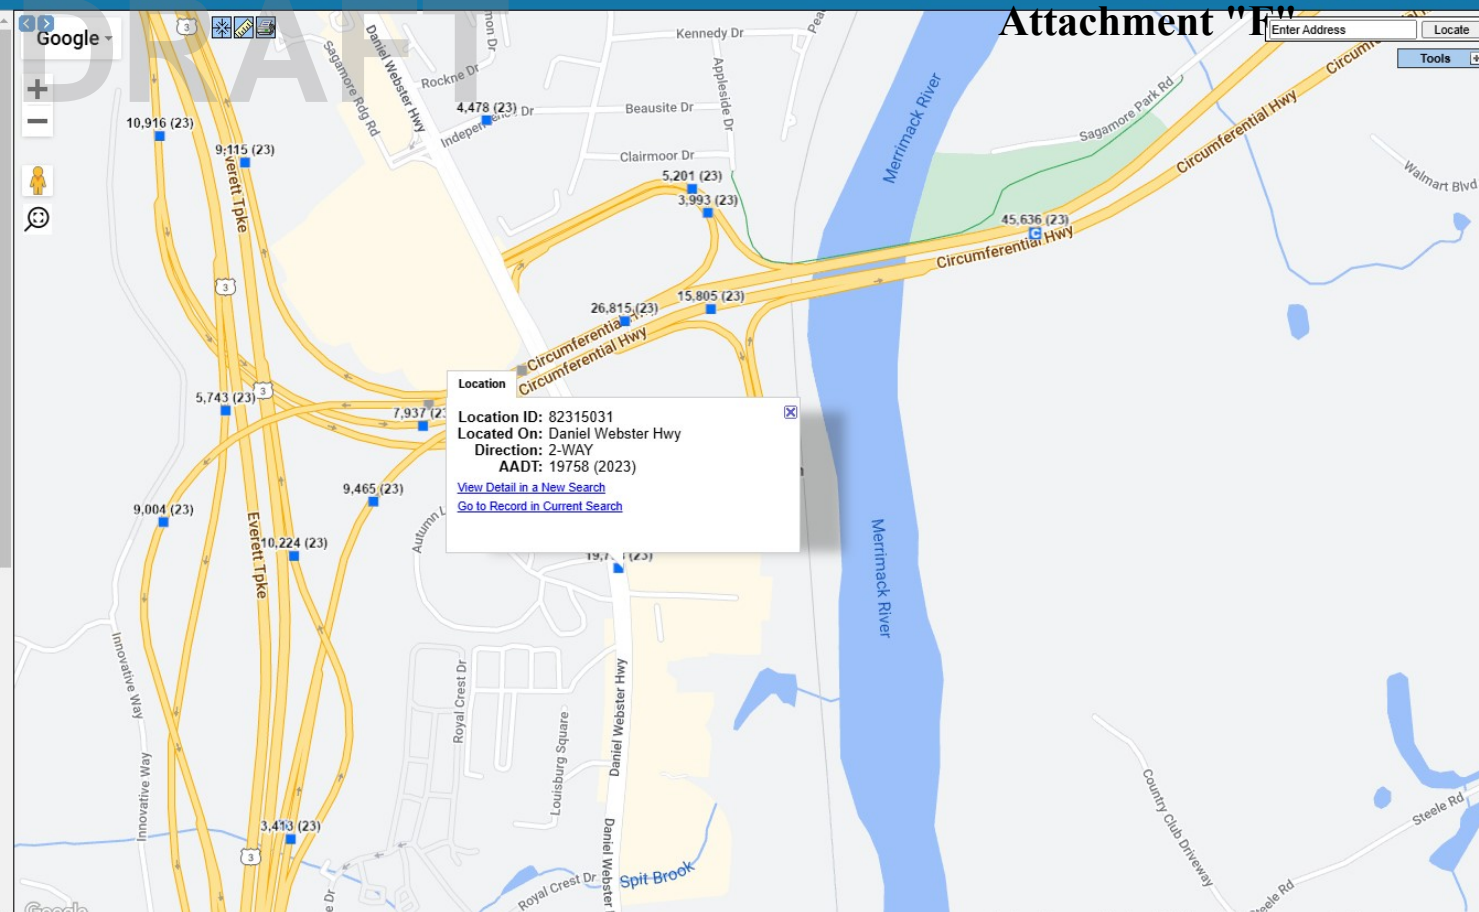 DRAFT
Attachment "F"
Google
Enter Address
Locate
Tools
3
Daniel Webster Hwy
Sagamore Rdg Rd
Rockne Dr
Kennedy Dr
Appleside Dr
Beausite Dr
Clairmoor Dr
4,478 (23)
10,916 (23)
9,115 (23)
Everett Tpke
5,201 (23)
3,993 (23)
Merrimack River
Sagamore Park Rd
Circumferential Hwy
Circumferential Hwy
Walmart Blvd
45,636 (23)
C
Circumferential Hwy
3
26,815 (23)
15,805 (23)
Circumferential Hwy
3
5,743 (23)
Location
Location ID: 82315031
Located On: Daniel Webster Hwy
Direction: 2-WAY
AADT: 19758 (2023)
View Detail in a New Search
Go to Record in Current Search
9,465 (23)
9,004 (23)
10,224 (23)
Everett Tpke
Merrimack River
Innovative Way
Innovative Way
Royal Crest Dr
Louisburg Square
Daniel Webster Hwy
Daniel Webster
3,413 (23)
3
Royal Crest Dr
Spit Brook
Country Club Driveway
Steele Rd
Google